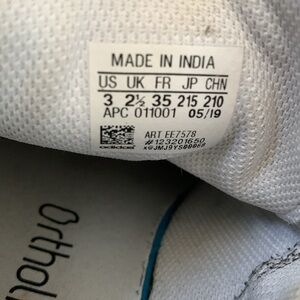 MADE IN INDIA
US UK FR JP CHN
3 2½ 35 215 210
APC 011001 05/19
ART EE7578
#123201650
adidas
OrthoL